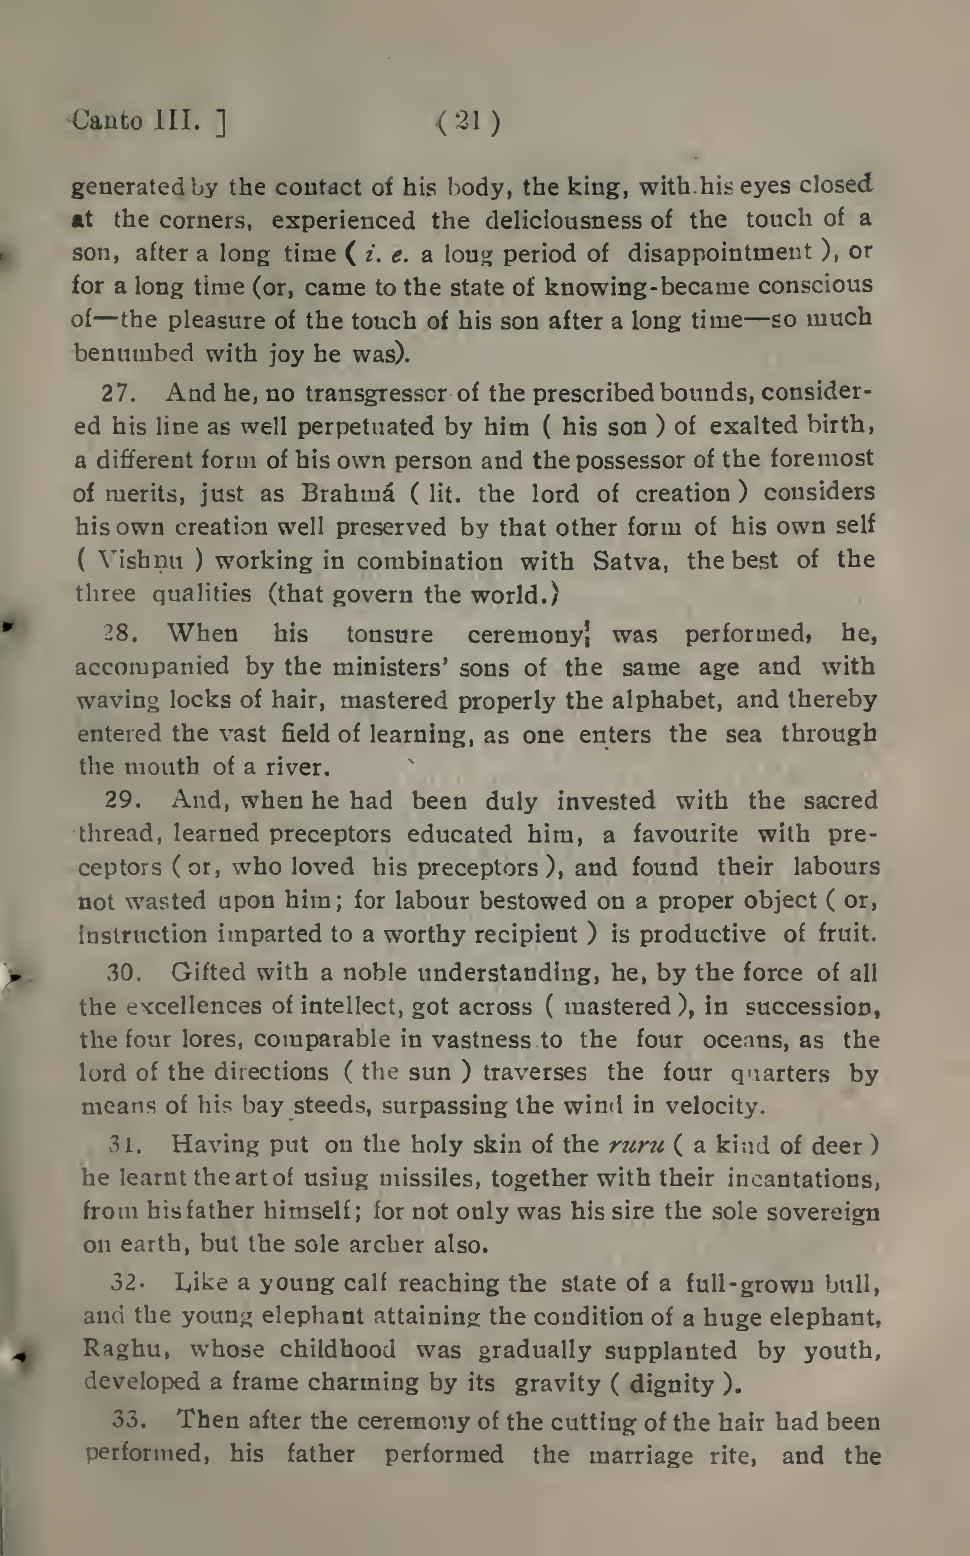 Canto III. ] ( 21 )
generated by the contact of his body, the king, with his eyes closed
at the corners, experienced the deliciousness of the touch of a
son, after a long time ( i. e. a long period of disappointment ), or
for a long time (or, came to the state of knowing-became conscious
of—the pleasure of the touch of his son after a long time—so much
benumbed with joy he was).
27. And he, no transgressor of the prescribed bounds, consider-
ed his line as well perpetuated by him ( his son ) of exalted birth,
a different form of his own person and the possessor of the foremost
of merits, just as Brahmá ( lit. the lord of creation ) considers
his own creation well preserved by that other form of his own self
( Vishṇu ) working in combination with Satva, the best of the
three qualities (that govern the world.)
28. When his tonsure ceremony; was performed, he,
accompanied by the ministers’ sons of the same age and with
waving locks of hair, mastered properly the alphabet, and thereby
entered the vast field of learning, as one enters the sea through
the mouth of a river.
29. And, when he had been duly invested with the sacred
thread, learned preceptors educated him, a favourite with pre-
ceptors ( or, who loved his preceptors ), and found their labours
not wasted upon him; for labour bestowed on a proper object ( or,
instruction imparted to a worthy recipient ) is productive of fruit.
30. Gifted with a noble understanding, he, by the force of all
the excellences of intellect, got across ( mastered ), in succession,
the four lores, comparable in vastness to the four oceans, as the
lord of the directions ( the sun ) traverses the four quarters by
means of his bay steeds, surpassing the wind in velocity.
31. Having put on the holy skin of the ruru ( a kind of deer )
he learnt the art of using missiles, together with their incantations,
from his father himself; for not only was his sire the sole sovereign
on earth, but the sole archer also.
32. Like a young calf reaching the state of a full-grown bull,
and the young elephant attaining the condition of a huge elephant,
Raghu, whose childhood was gradually supplanted by youth,
developed a frame charming by its gravity ( dignity ).
33. Then after the ceremony of the cutting of the hair had been
performed, his father performed the marriage rite, and the